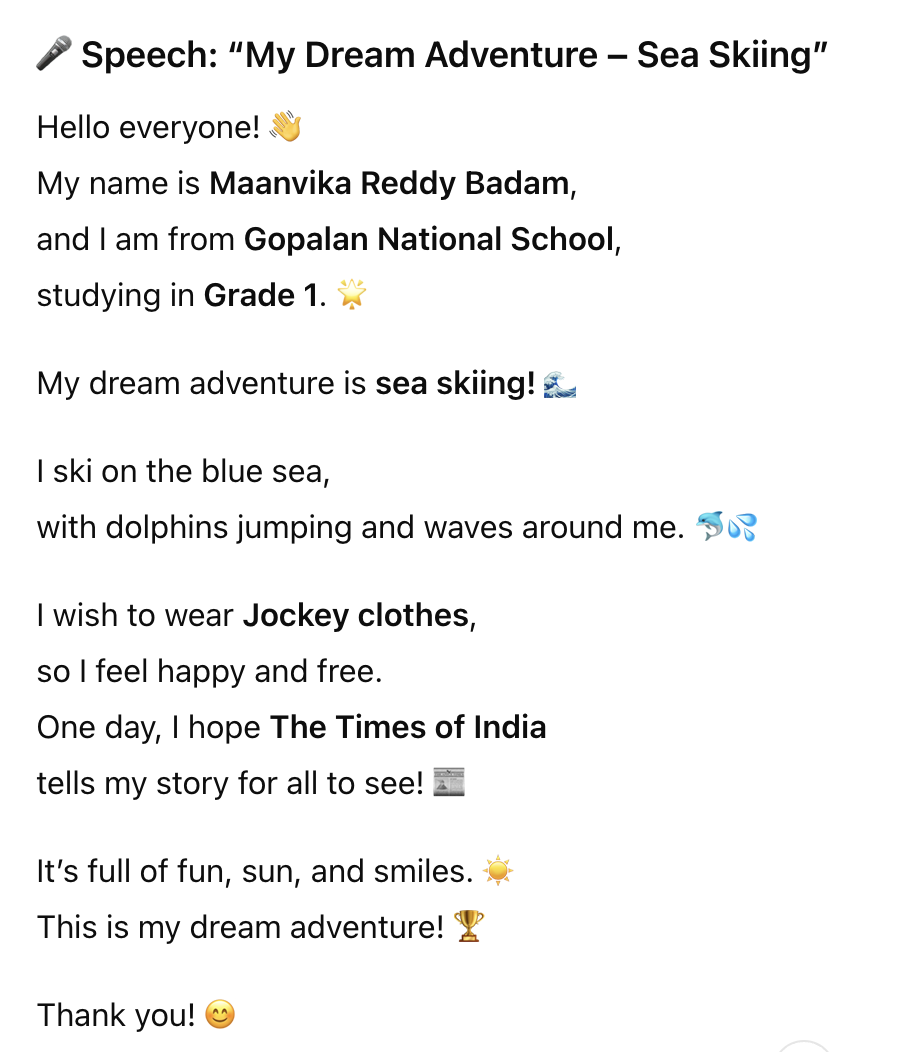 🎤 Speech: “My Dream Adventure – Sea Skiing”
Hello everyone! 👋
My name is Maanvika Reddy Badam,
and I am from Gopalan National School,
studying in Grade 1. 🌟
My dream adventure is sea skiing! 🌊
I ski on the blue sea,
with dolphins jumping and waves around me. 🐬💦
I wish to wear Jockey clothes,
so I feel happy and free.
One day, I hope The Times of India
tells my story for all to see! 📰
It’s full of fun, sun, and smiles. ☀️
This is my dream adventure! 🏆
Thank you! 😊